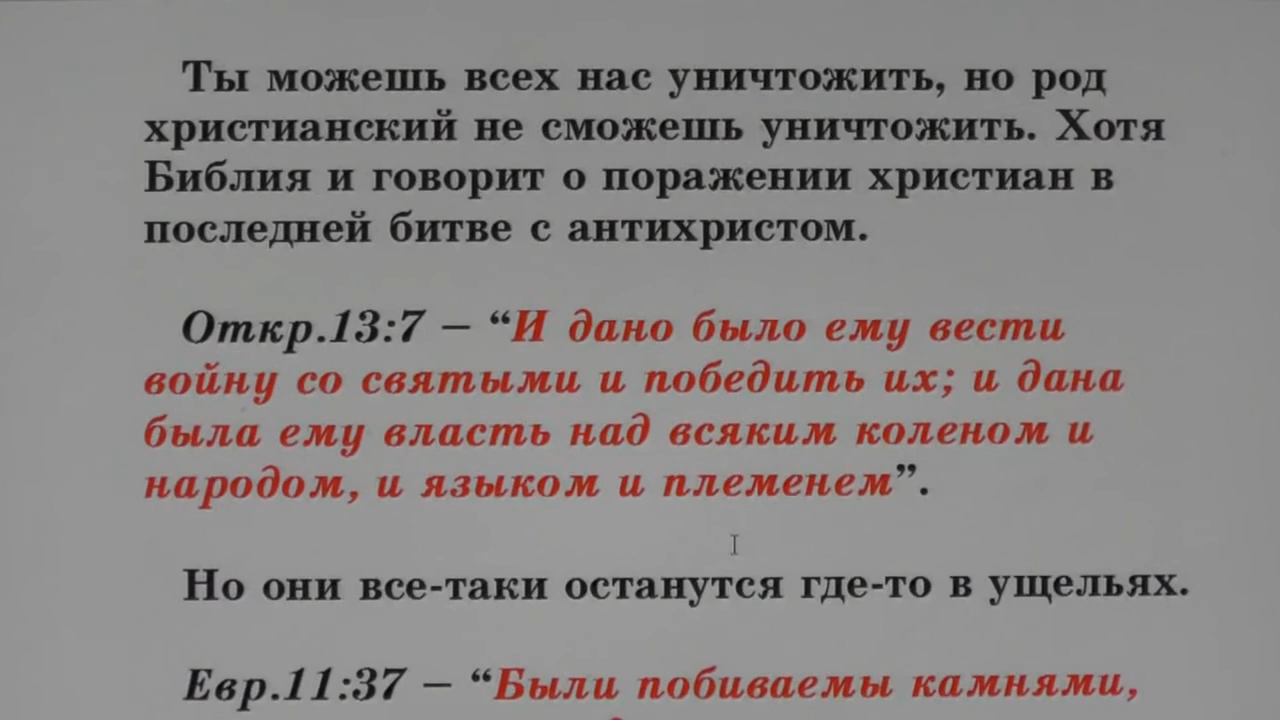 Ты можешь всех нас уничтожить, но род
христианский не сможешь уничтожить. Хотя
Библия и говорит о поражении христиан в
последней битве с антихристом.
Откр.13:7 – “И дано было ему вести
войну со святыми и победить их; и дана
была ему власть над всяким коленом и
народом, и языком и племенем”.
Но они все-таки останутся где-то в ущельях.
Евр.11:37 – “Были побиваемы камнями,